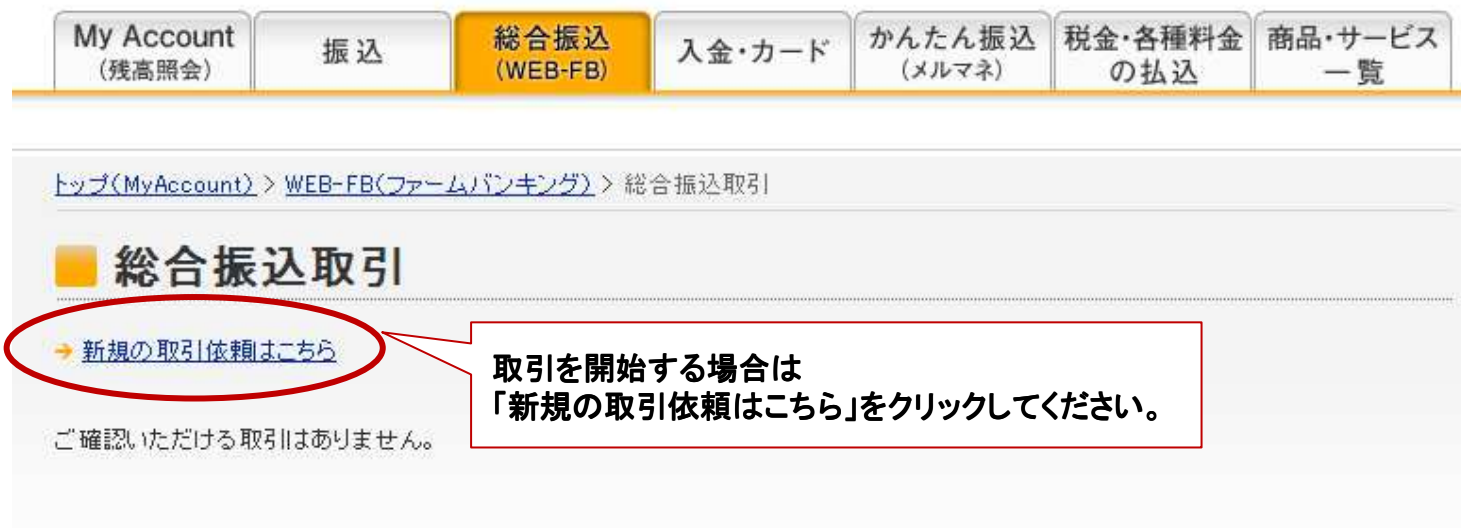 My Account
(残高照会)
振込
総合振込
(WEB-FB)
入金・カード
かんたん振込
(メルマネ)
税金・各種料金
の払込
商品・サービス
一覧
トップ(MyAccount) > WEB-FB(ファームバンキング) > 総合振込取引
総合振込取引
→ 新規の取引依頼はこちら
取引を開始する場合は
「新規の取引依頼はこちら」をクリックしてください。
ご確認いただける取引はありません。